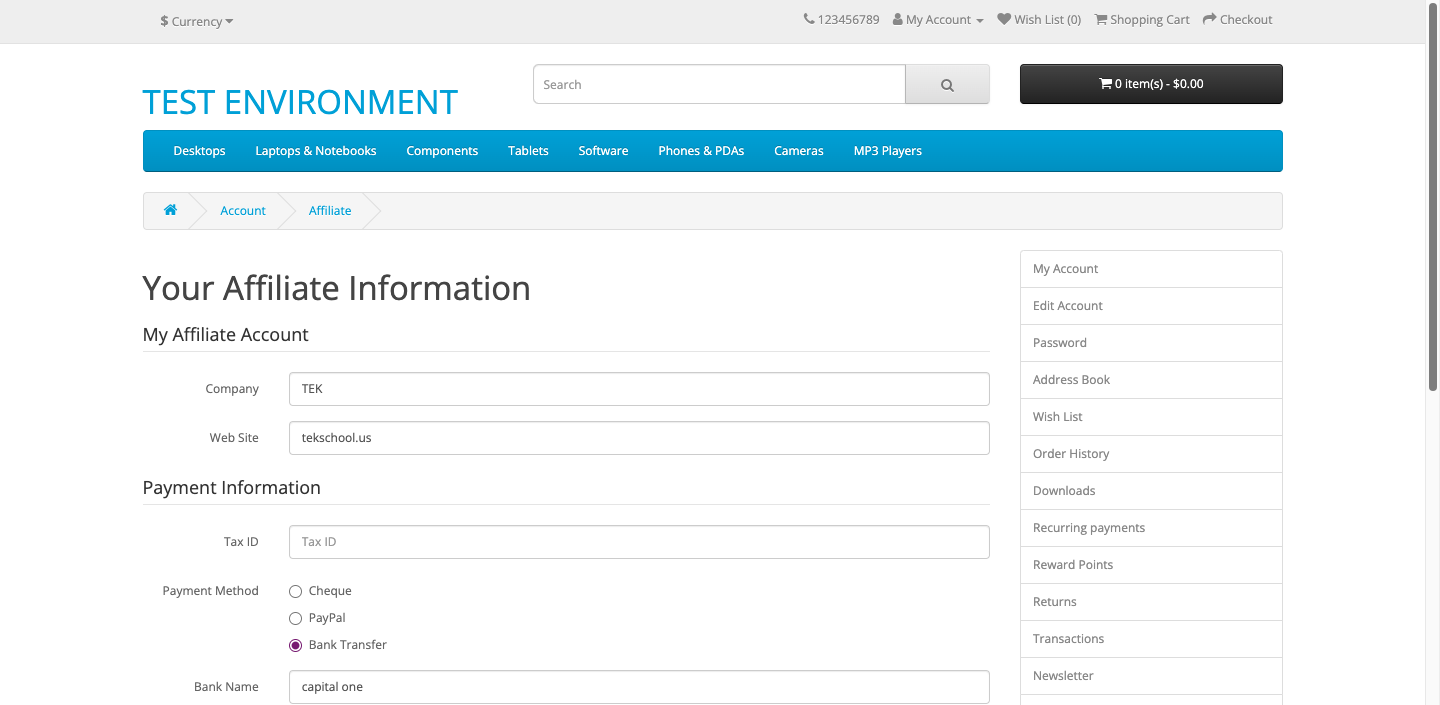 $ Currency
123456789 My Account Wish List (0) Shopping Cart Checkout
TEST ENVIRONMENT
Search
0 item(s) - $0.00
Desktops Laptops & Notebooks Components Tablets Software Phones & PDAs Cameras MP3 Players
Account Affiliate
Your Affiliate Information
My Affiliate Account
Company TEK
Web Site tekschool.us
Payment Information
Tax ID Tax ID
Payment Method Cheque
PayPal
Bank Transfer
Bank Name capital one
My Account
Edit Account
Password
Address Book
Wish List
Order History
Downloads
Recurring payments
Reward Points
Returns
Transactions
Newsletter